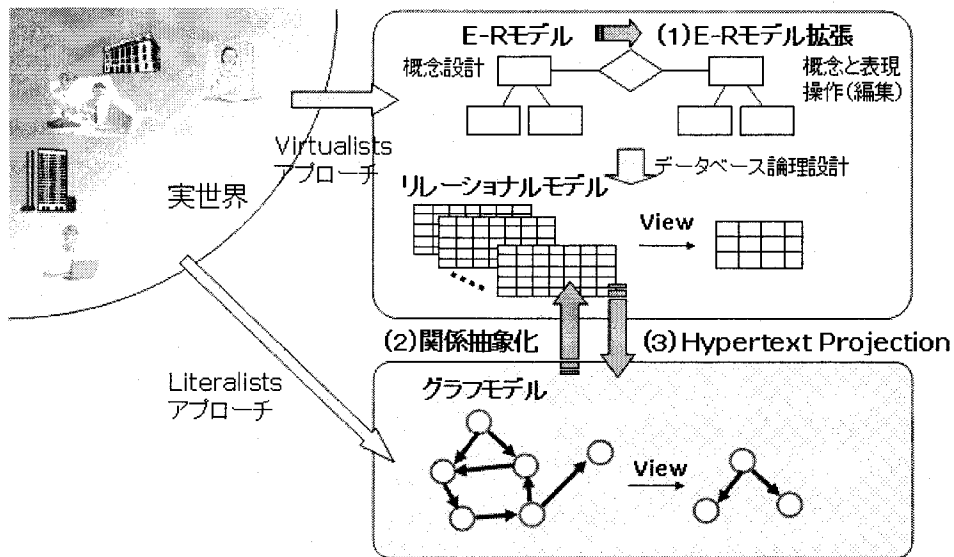 E-Rモデル
(1)E-Rモデル拡張
概念設計
概念と表現
操作(編集)
Virtualists
アプローチ
データベース論理設計
実世界
リレーショナルモデル
View
(2)関係抽象化
(3)Hypertext Projection
Literalists
アプローチ
グラフモデル
View